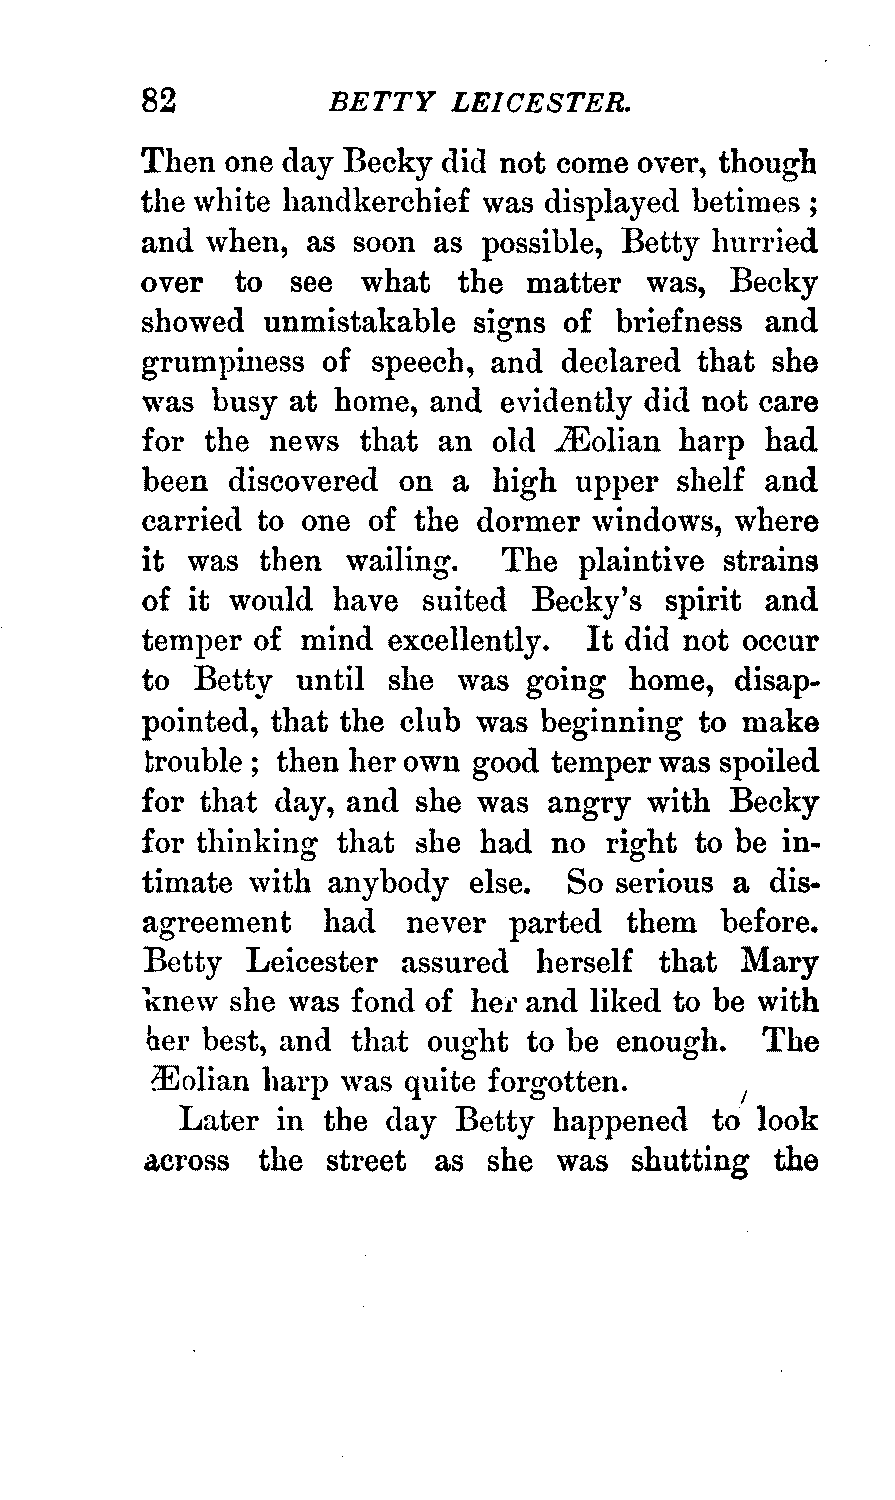 82 BETTY LEICESTER.
Then one day Becky did not come over, though
the white handkerchief was displayed betimes ;
and when, as soon as possible, Betty hurried
over to see what the matter was, Becky
showed unmistakable signs of briefness and
grumpiness of speech, and declared that she
was busy at home, and evidently did not care
for the news that an old Æolian harp had
been discovered on a high upper shelf and
carried to one of the dormer windows, where
it was then wailing. The plaintive strains
of it would have suited Becky's spirit and
temper of mind excellently. It did not occur
to Betty until she was going home, disap-
pointed, that the club was beginning to make
trouble ; then her own good temper was spoiled
for that day, and she was angry with Becky
for thinking that she had no right to be in-
timate with anybody else. So serious a dis-
agreement had never parted them before.
Betty Leicester assured herself that Mary
knew she was fond of her and liked to be with
her best, and that ought to be enough. The
Æolian harp was quite forgotten.
Later in the day Betty happened to look
across the street as she was shutting the